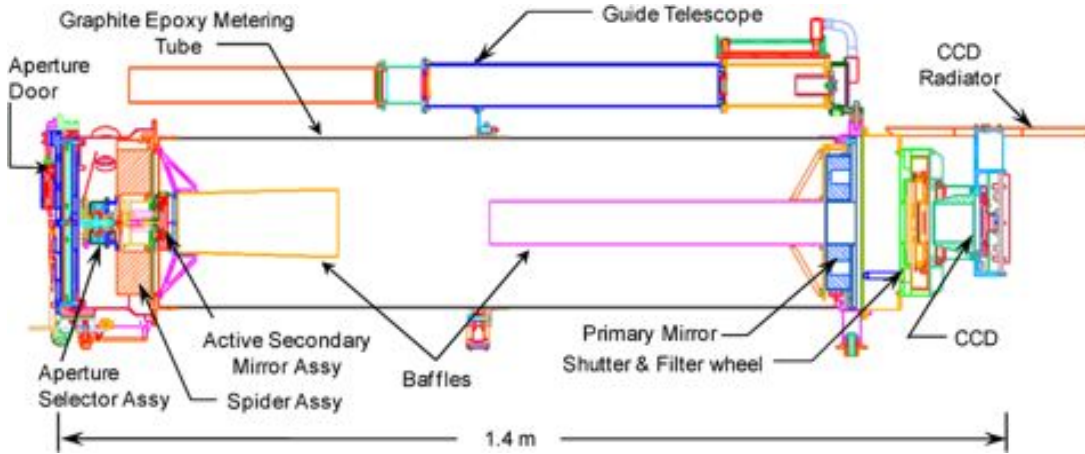 Graphite Epoxy Metering
Tube
Guide Telescope
Aperture
Door
CCD
Radiator
Active Secondary
Mirror Assy
Aperture
Selector Assy
Spider Assy
Baffles
Primary Mirror
Shutter & Filter wheel
CCD
1.4 m